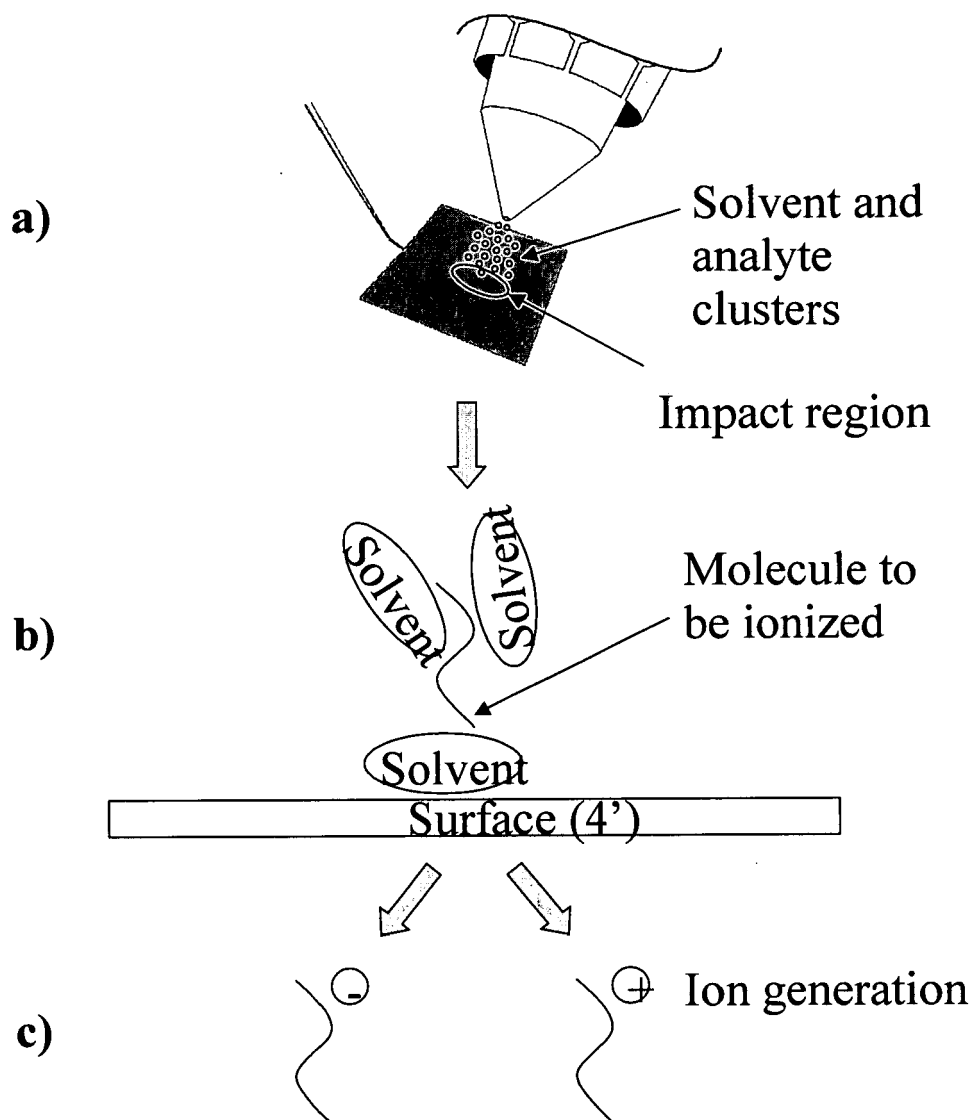 a)
Solvent and
analyte
clusters
Impact region
Solvent
Solvent
Molecule to
be ionized
b)
Solvent
Surface (4’)
-
+
Ion generation
c)